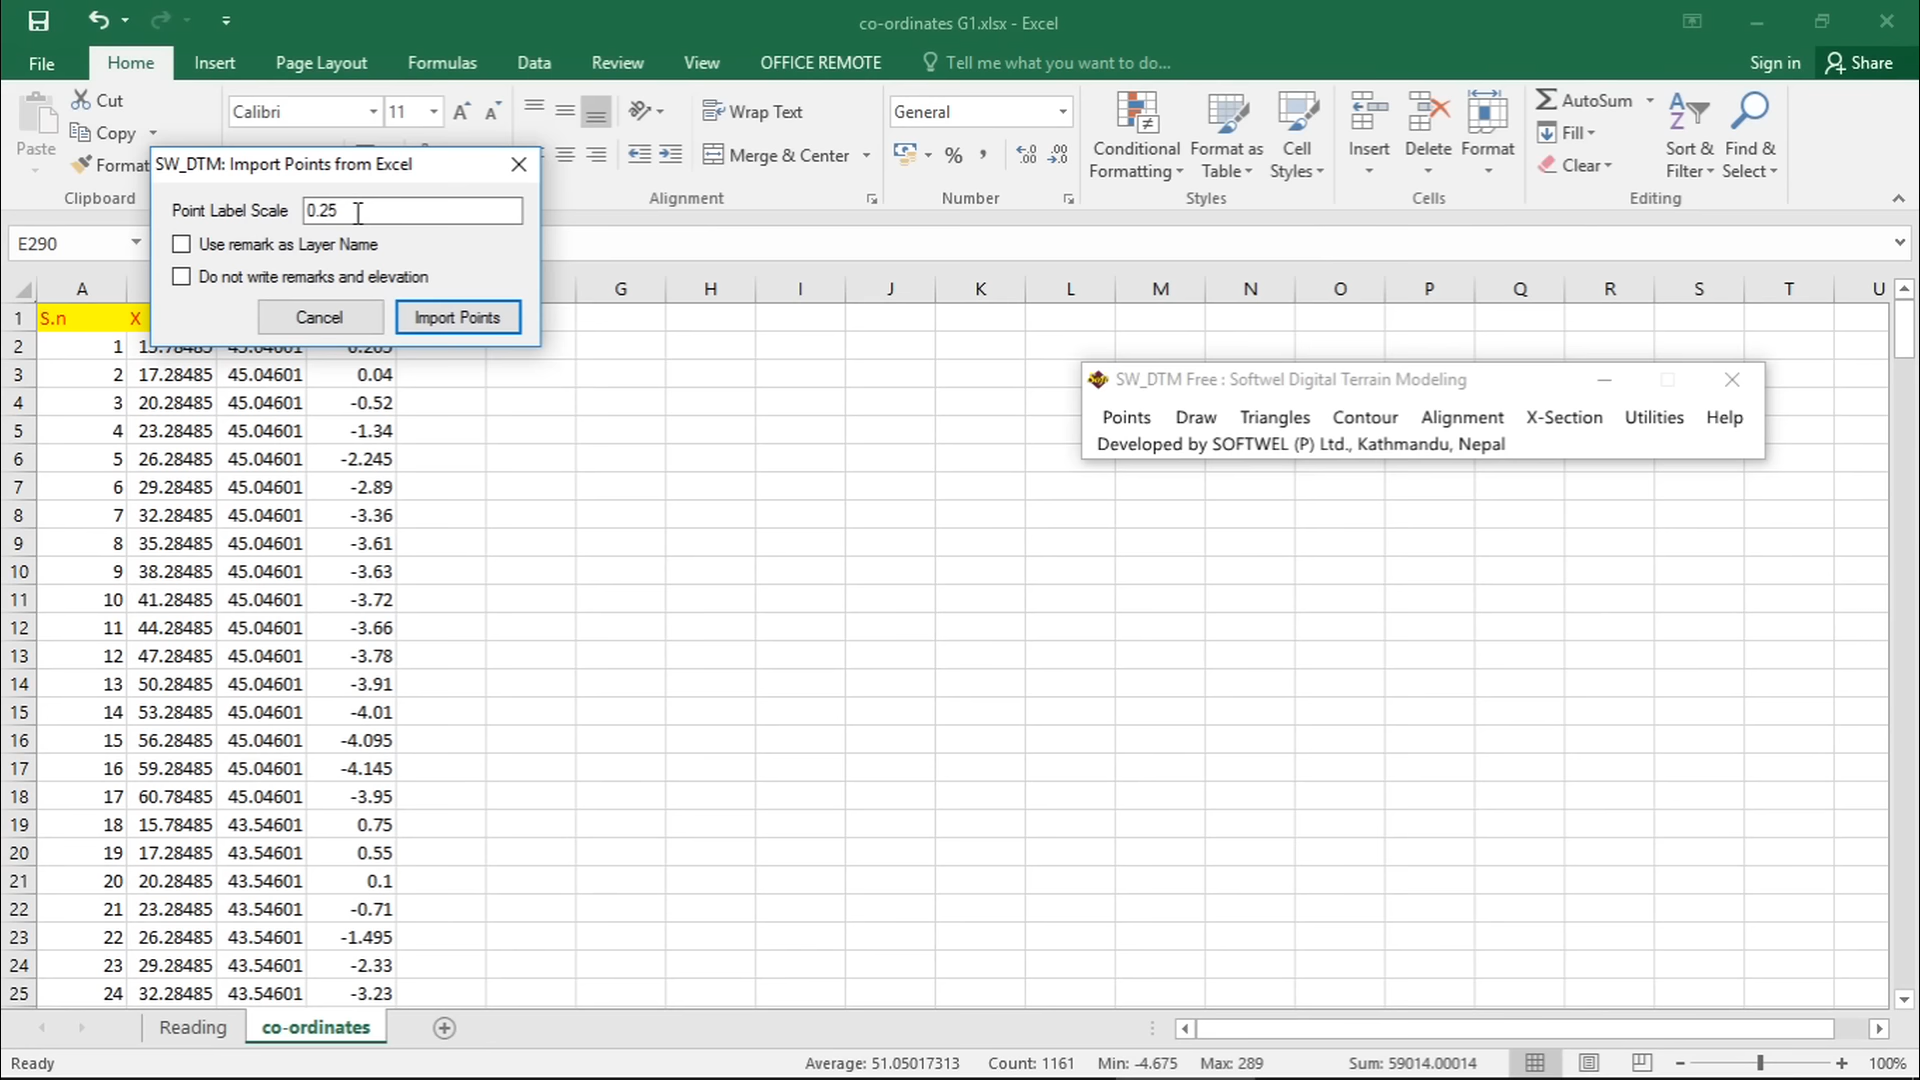 co-ordinates G1.xlsx - Excel
File Home Insert Page Layout Formulas Data Review View OFFICE REMOTE Tell me what you want to do... Sign in Share
Paste
Cut
Copy
Format
Clipboard
Calibri 11
Wrap Text
Merge & Center
Alignment
General
%
Number
Conditional Formatting
Format as Table
Cell Styles
Styles
Insert Delete Format
Cells
AutoSum
Fill
Clear
Sort & Filter
Find & Select
Editing
SW_DTM: Import Points from Excel
Point Label Scale 0.25
Use remark as Layer Name
Do not write remarks and elevation
Cancel Import Points
E290
A G H I J K L M N O P Q R S T U
1 S.n X
2 1 15.78485 45.04601 0.205
3 2 17.28485 45.04601 0.04
4 3 20.28485 45.04601 -0.52
5 4 23.28485 45.04601 -1.34
6 5 26.28485 45.04601 -2.245
7 6 29.28485 45.04601 -2.89
8 7 32.28485 45.04601 -3.36
9 8 35.28485 45.04601 -3.61
10 9 38.28485 45.04601 -3.63
11 10 41.28485 45.04601 -3.72
12 11 44.28485 45.04601 -3.66
13 12 47.28485 45.04601 -3.78
14 13 50.28485 45.04601 -3.91
15 14 53.28485 45.04601 -4.01
16 15 56.28485 45.04601 -4.095
17 16 59.28485 45.04601 -4.145
18 17 60.78485 45.04601 -3.95
19 18 15.78485 43.54601 0.75
20 19 17.28485 43.54601 0.55
21 20 20.28485 43.54601 0.1
22 21 23.28485 43.54601 -0.71
23 22 26.28485 43.54601 -1.495
24 23 29.28485 43.54601 -2.33
25 24 32.28485 43.54601 -3.23
SW_DTM Free : Softwel Digital Terrain Modeling
Points Draw Triangles Contour Alignment X-Section Utilities Help
Developed by SOFTWEL (P) Ltd., Kathmandu, Nepal
Reading co-ordinates
Ready Average: 51.05017313 Count: 1161 Min: -4.675 Max: 289 Sum: 59014.00014 100%